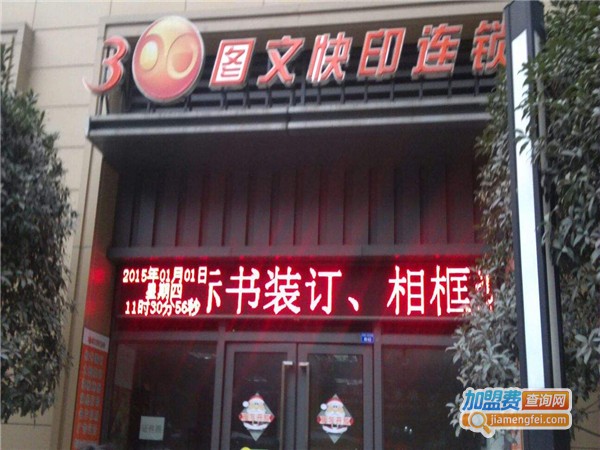 300图文快印连锁
2015年01月01日
星期四
11时30分56秒
标书装订、相框
加盟费查询网
jiamengfei.com